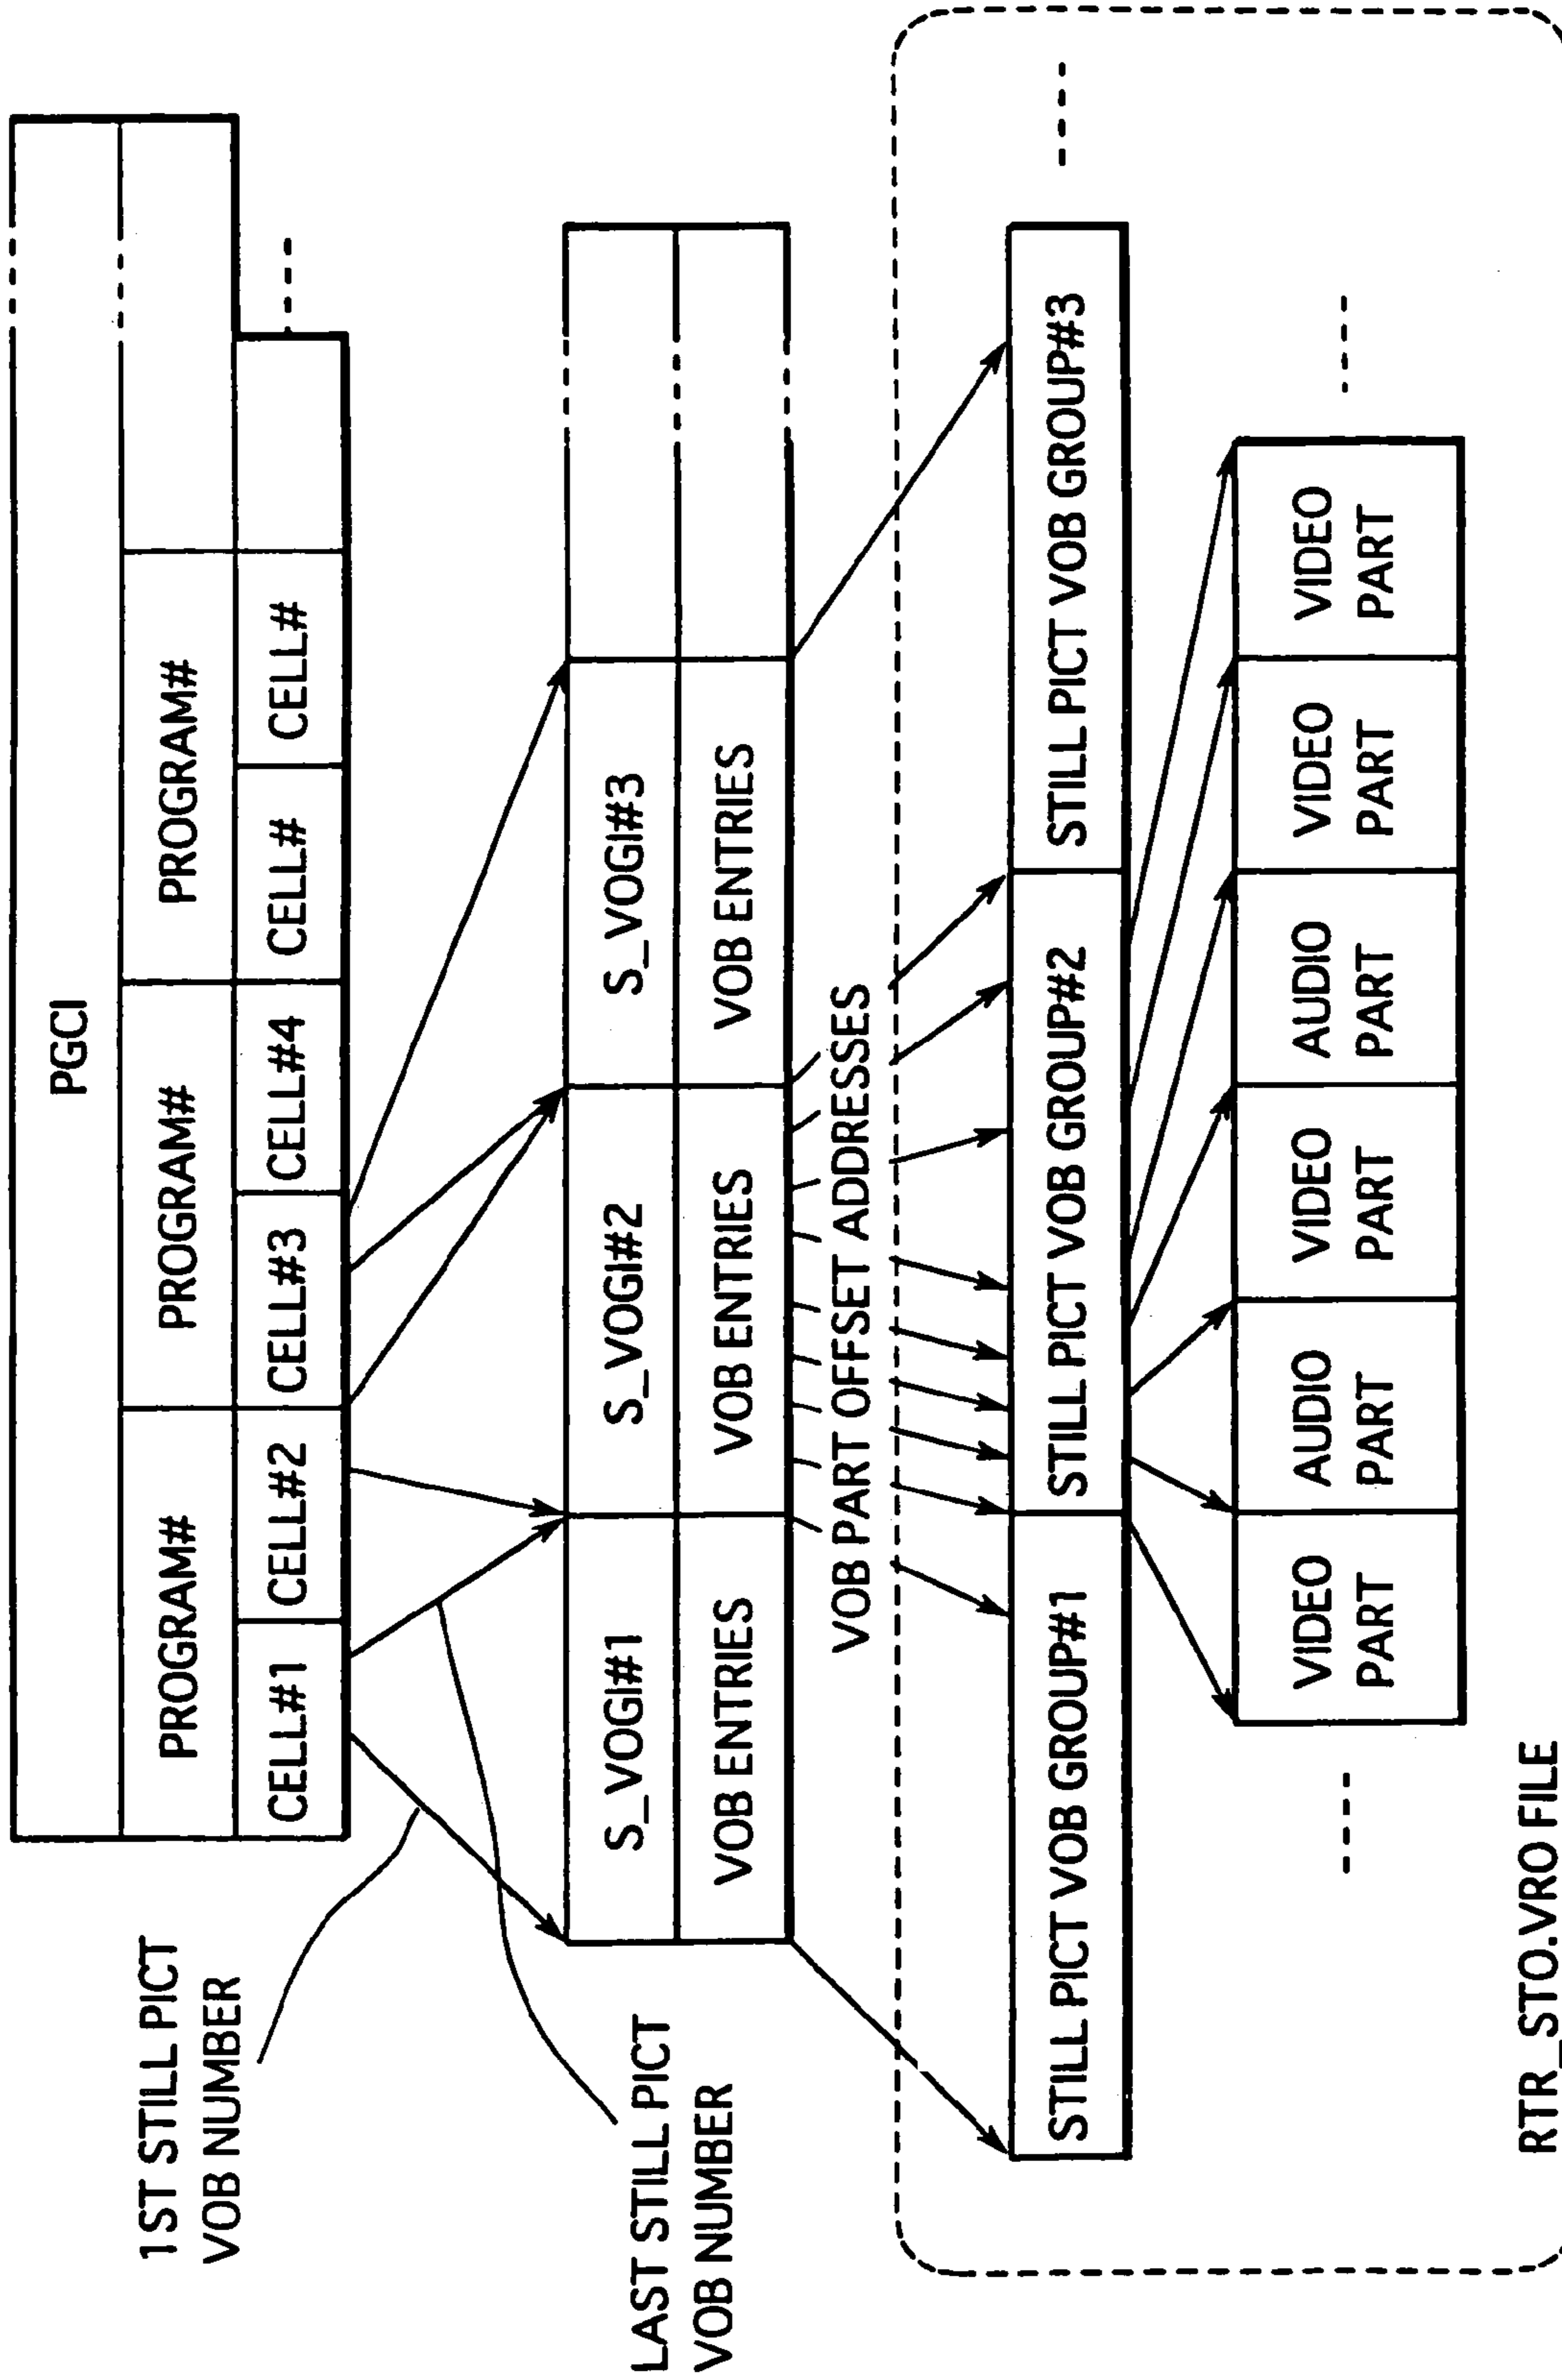 PGCI
PROGRAM# PROGRAM# PROGRAM#
CELL#1 CELL#2 CELL#3 CELL#4 CELL# CELL#
1ST STILL PICT
VOB NUMBER
LAST STILL PICT
VOB NUMBER
S_VOGI#1 S_VOGI#2 S_VOGI#3
VOB ENTRIES VOB ENTRIES VOB ENTRIES
VOB PART OFFSET ADDRESSES
STILL PICT VOB GROUP#1 STILL PICT VOB GROUP#2 STILL PICT VOB GROUP#3
VIDEO AUDIO VIDEO AUDIO VIDEO VIDEO
PART PART PART PART PART PART
RTR_STO.VRO FILE